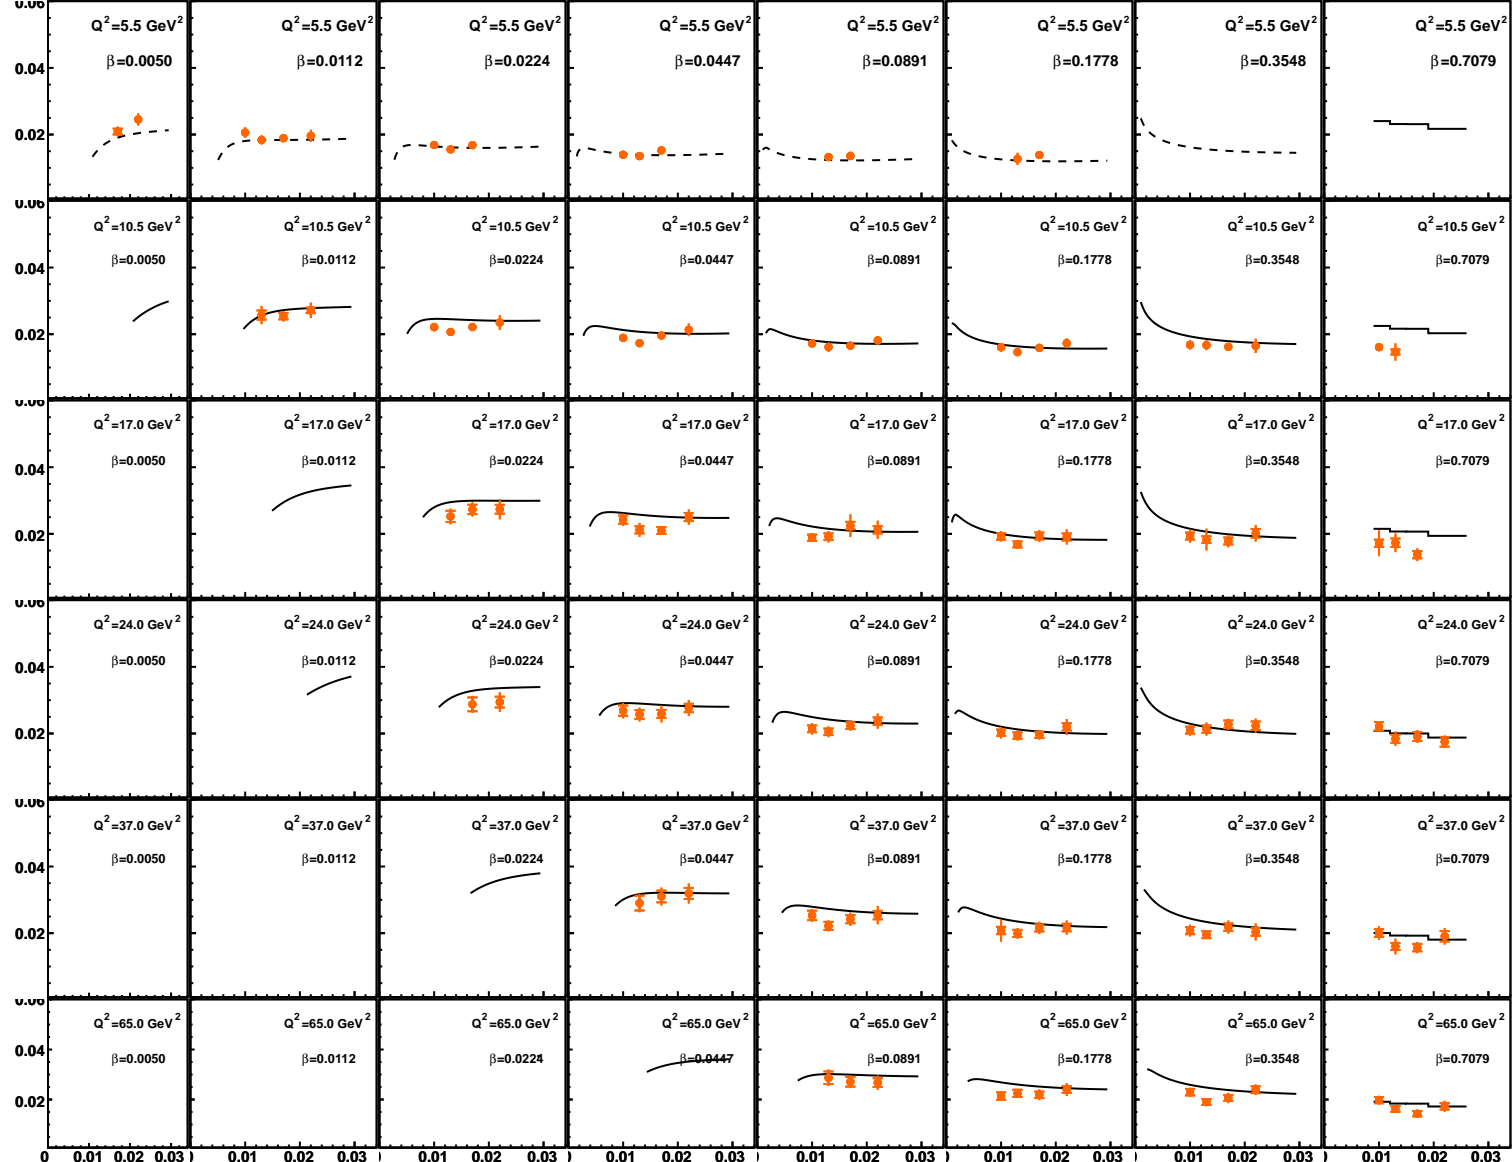 0.06
Q²=5.5 GeV² Q²=5.5 GeV² Q²=5.5 GeV² Q²=5.5 GeV² Q²=5.5 GeV² Q²=5.5 GeV² Q²=5.5 GeV² Q²=5.5 GeV²
0.04 β=0.0050 β=0.0112 β=0.0224 β=0.0447 β=0.0891 β=0.1778 β=0.3548 β=0.7079
0.02
0.06
Q²=10.5 GeV² Q²=10.5 GeV² Q²=10.5 GeV² Q²=10.5 GeV² Q²=10.5 GeV² Q²=10.5 GeV² Q²=10.5 GeV² Q²=10.5 GeV²
0.04 β=0.0050 β=0.0112 β=0.0224 β=0.0447 β=0.0891 β=0.1778 β=0.3548 β=0.7079
0.02
0.06
Q²=17.0 GeV² Q²=17.0 GeV² Q²=17.0 GeV² Q²=17.0 GeV² Q²=17.0 GeV² Q²=17.0 GeV² Q²=17.0 GeV² Q²=17.0 GeV²
0.04 β=0.0050 β=0.0112 β=0.0224 β=0.0447 β=0.0891 β=0.1778 β=0.3548 β=0.7079
0.02
0.06
Q²=24.0 GeV² Q²=24.0 GeV² Q²=24.0 GeV² Q²=24.0 GeV² Q²=24.0 GeV² Q²=24.0 GeV² Q²=24.0 GeV² Q²=24.0 GeV²
0.04 β=0.0050 β=0.0112 β=0.0224 β=0.0447 β=0.0891 β=0.1778 β=0.3548 β=0.7079
0.02
0.06
Q²=37.0 GeV² Q²=37.0 GeV² Q²=37.0 GeV² Q²=37.0 GeV² Q²=37.0 GeV² Q²=37.0 GeV² Q²=37.0 GeV² Q²=37.0 GeV²
0.04 β=0.0050 β=0.0112 β=0.0224 β=0.0447 β=0.0891 β=0.1778 β=0.3548 β=0.7079
0.02
0.06
Q²=65.0 GeV² Q²=65.0 GeV² Q²=65.0 GeV² Q²=65.0 GeV² Q²=65.0 GeV² Q²=65.0 GeV² Q²=65.0 GeV² Q²=65.0 GeV²
0.04 β=0.0050 β=0.0112 β=0.0224 β=0.0447 β=0.0891 β=0.1778 β=0.3548 β=0.7079
0.02
0 0.01 0.02 0.03 0.01 0.02 0.03 0.01 0.02 0.03 0.01 0.02 0.03 0.01 0.02 0.03 0.01 0.02 0.03 0.01 0.02 0.03 0.01 0.02 0.03